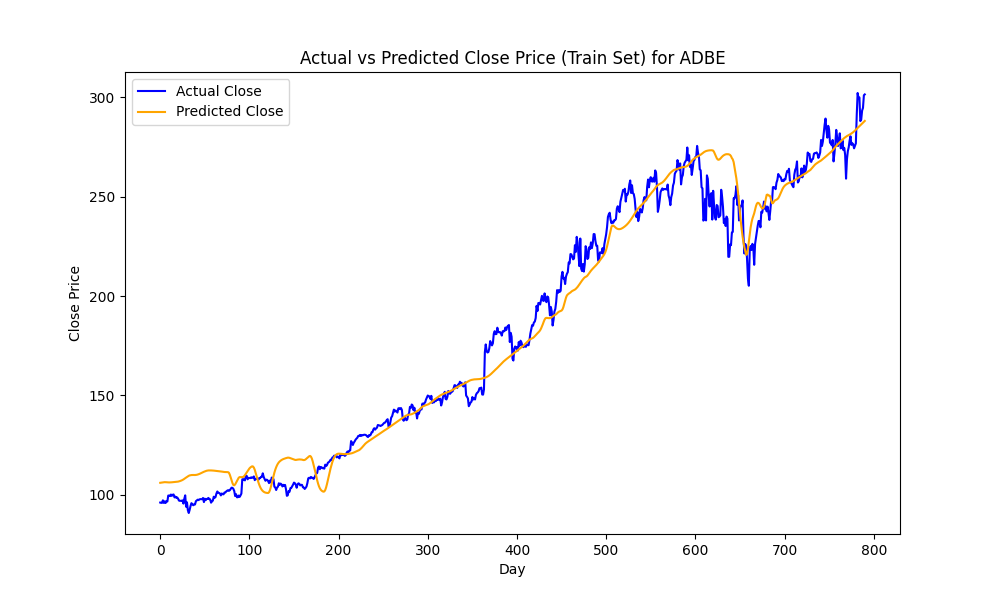 Actual vs Predicted Close Price (Train Set) for ADBE
Actual Close
Predicted Close
300
250
200
150
100
Close Price
0 100 200 300 400 500 600 700 800
Day